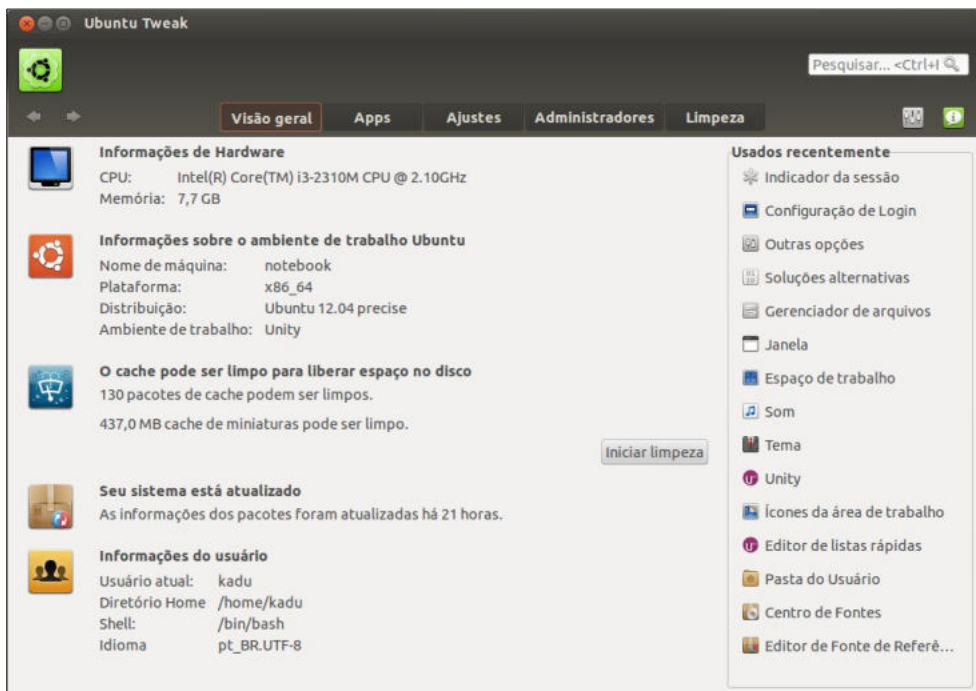 Ubuntu Tweak
Pesquisar... <Ctrl+I
Visão geral Apps Ajustes Administradores Limpeza
Informações de Hardware
CPU: Intel(R) Core(TM) i3-2310M CPU @ 2.10GHz
Memória: 7,7 GB
Informações sobre o ambiente de trabalho Ubuntu
Nome de máquina: notebook
Plataforma: x86_64
Distribuição: Ubuntu 12.04 precise
Ambiente de trabalho: Unity
O cache pode ser limpo para liberar espaço no disco
130 pacotes de cache podem ser limpos.
437,0 MB cache de miniaturas pode ser limpo.
Iniciar limpeza
Seu sistema está atualizado
As informações dos pacotes foram atualizadas há 21 horas.
Informações do usuário
Usuário atual: kadu
Diretório Home /home/kadu
Shell: /bin/bash
Idioma pt_BR.UTF-8
Usados recentemente
Indicador da sessão
Configuração de Login
Outras opções
Soluções alternativas
Gerenciador de arquivos
Janela
Espaço de trabalho
Som
Tema
Unity
Ícones da área de trabalho
Editor de listas rápidas
Pasta do Usuário
Centro de Fontes
Editor de Fonte de Referê...